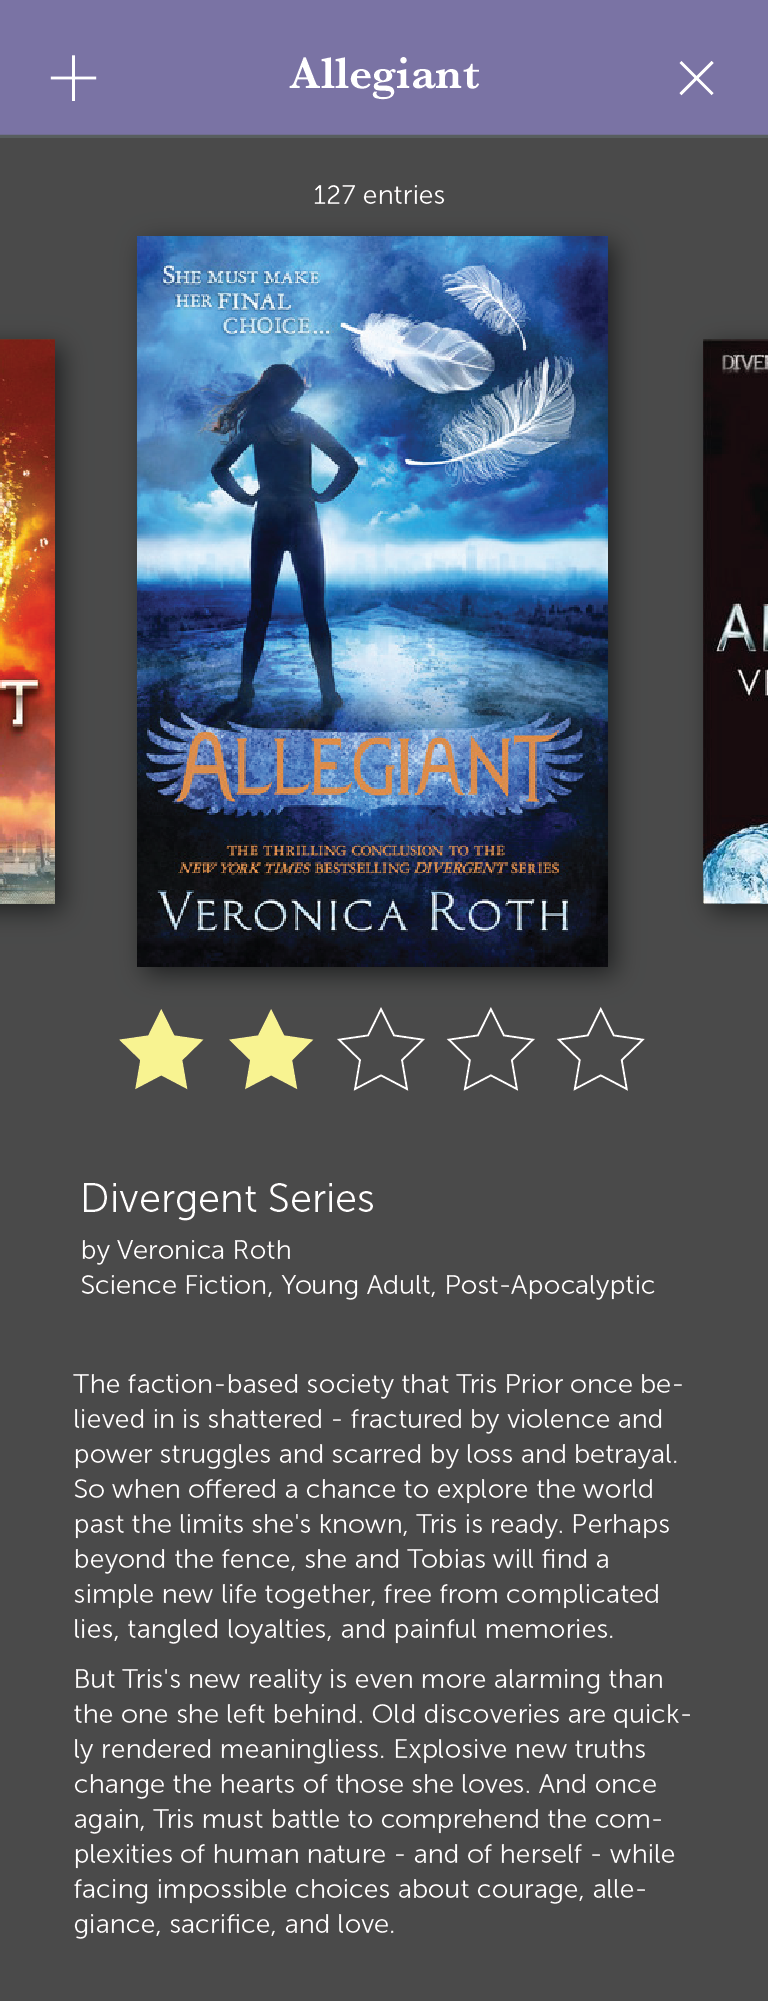 Allegiant
127 entries
SHE MUST MAKE
HER FINAL
CHOICE...
T
ALLEGIANT
THE THRILLING CONCLUSION TO THE
NEW YORK TIMES BESTSELLING DIVERGENT SERIES
VERONICA ROTH
Divergent Series
by Veronica Roth
Science Fiction, Young Adult, Post-Apocalyptic
The faction-based society that Tris Prior once be-
lieved in is shattered - fractured by violence and
power struggles and scarred by loss and betrayal.
So when offered a chance to explore the world
past the limits she's known, Tris is ready. Perhaps
beyond the fence, she and Tobias will find a
simple new life together, free from complicated
lies, tangled loyalties, and painful memories.
But Tris's new reality is even more alarming than
the one she left behind. Old discoveries are quick-
ly rendered meaningliess. Explosive new truths
change the hearts of those she loves. And once
again, Tris must battle to comprehend the com-
plexities of human nature - and of herself - while
facing impossible choices about courage, alle-
giance, sacrifice, and love.